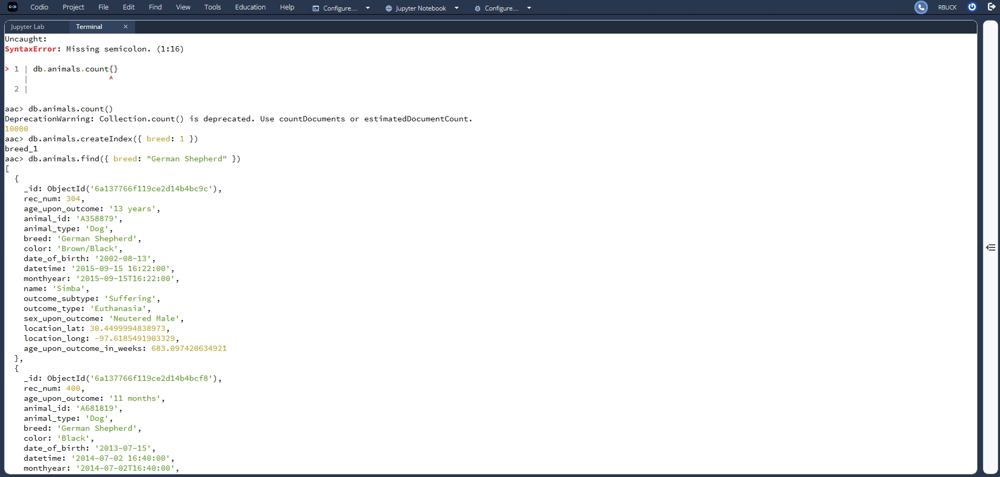 Codio Project File Edit Find View Tools Education Help Configure.... Jupyter Notebook Configure.... RBUCK
Jupyter Lab Terminal ×
Uncaught:
SyntaxError: Missing semicolon. (1:16)
> 1 | db.animals.count{}
| ^
2 |
aac> db.animals.count()
DeprecationWarning: Collection.count() is deprecated. Use countDocuments or estimatedDocumentCount.
10000
aac> db.animals.createIndex({ breed: 1 })
breed_1
aac> db.animals.find({ breed: "German Shepherd" })
[
{
_id: ObjectId('6a137766f119ce2d14b4bc9c'),
rec_num: 304,
age_upon_outcome: '13 years',
animal_id: 'A358879',
animal_type: 'Dog',
breed: 'German Shepherd',
color: 'Brown/Black',
date_of_birth: '2002-08-13',
datetime: '2015-09-15 16:22:00',
monthyear: '2015-09-15T16:22:00',
name: 'Simba',
outcome_subtype: 'Suffering',
outcome_type: 'Euthanasia',
sex_upon_outcome: 'Neutered Male',
location_lat: 30.4499994838973,
location_long: -97.6185491903329,
age_upon_outcome_in_weeks: 683.097420634921
},
{
_id: ObjectId('6a137766f119ce2d14b4bcf8'),
rec_num: 400,
age_upon_outcome: '11 months',
animal_id: 'A681819',
animal_type: 'Dog',
breed: 'German Shepherd',
color: 'Black',
date_of_birth: '2013-07-15',
datetime: '2014-07-02 16:40:00',
monthyear: '2014-07-02T16:40:00',